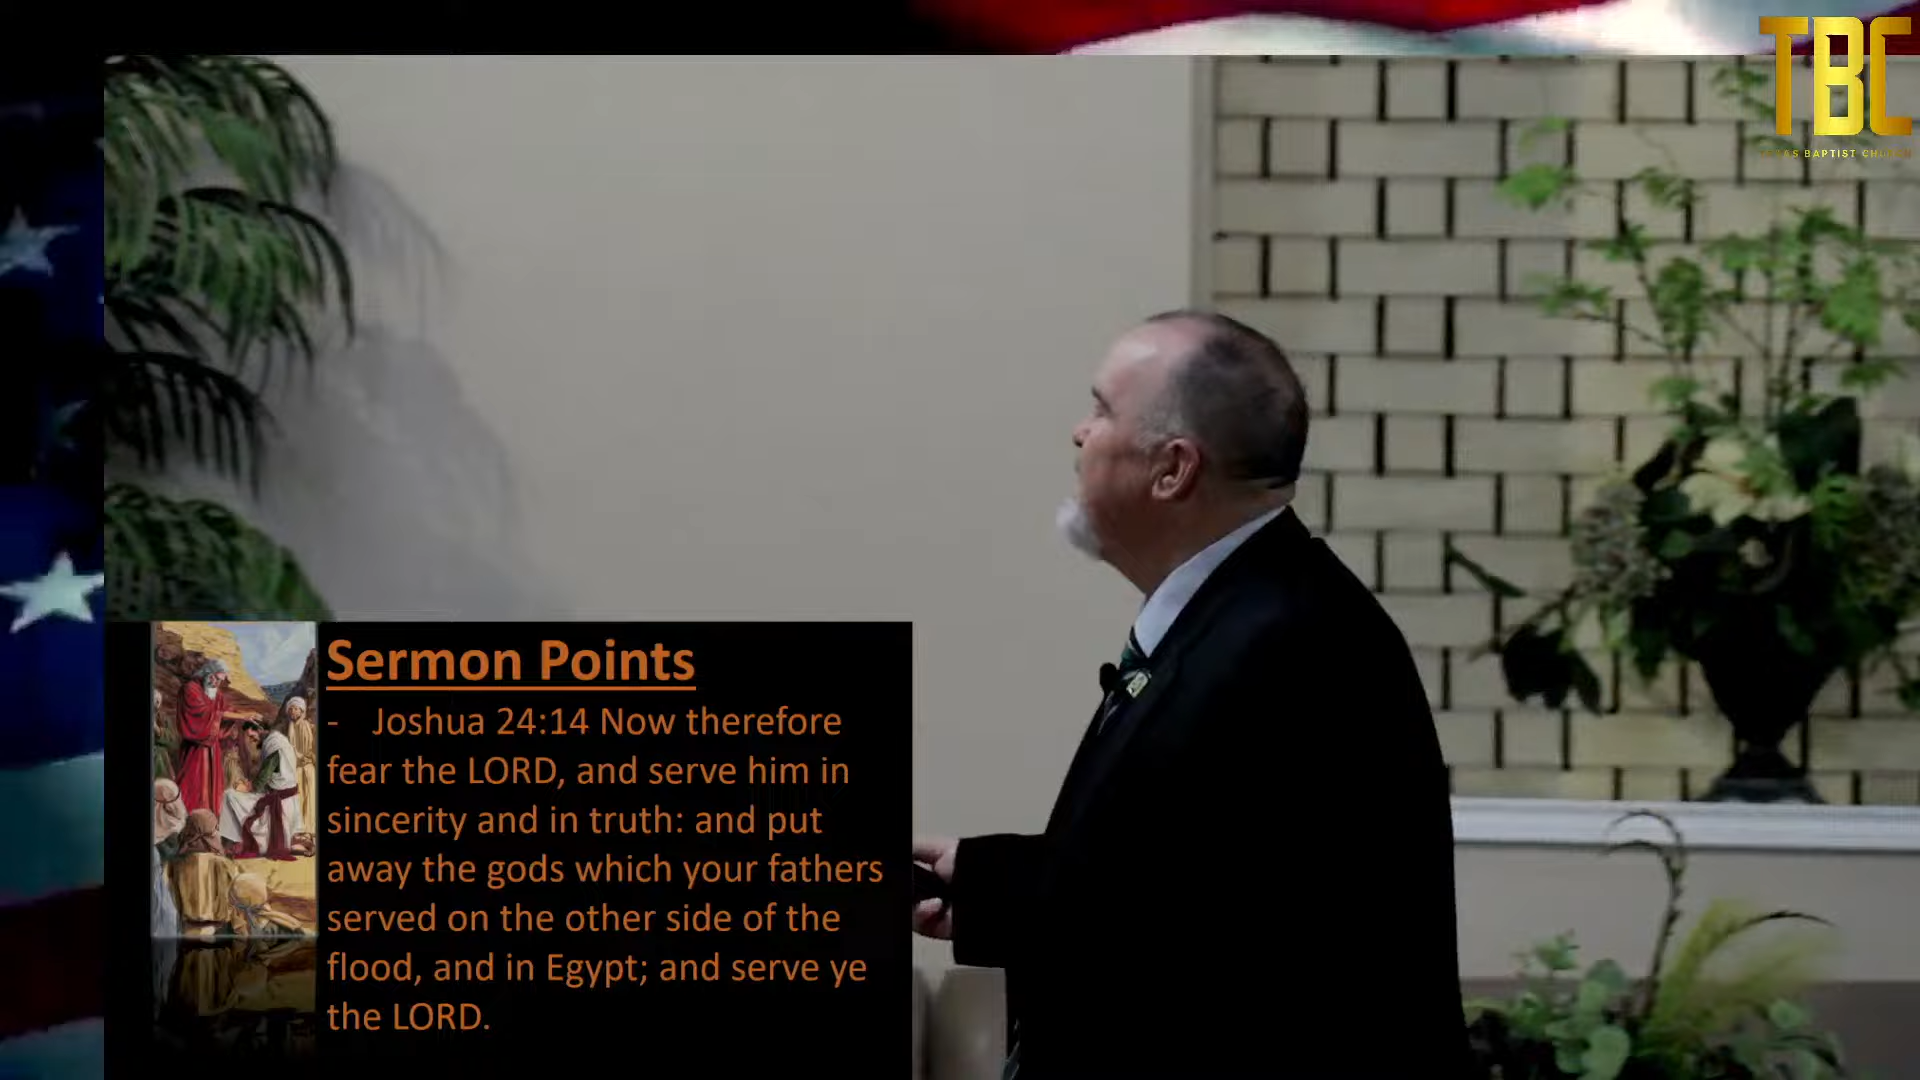 TBC
BAPTIST CHURCH
Sermon Points
- Joshua 24:14 Now therefore
fear the LORD, and serve him in
sincerity and in truth: and put
away the gods which your fathers
served on the other side of the
flood, and in Egypt; and serve ye
the LORD.